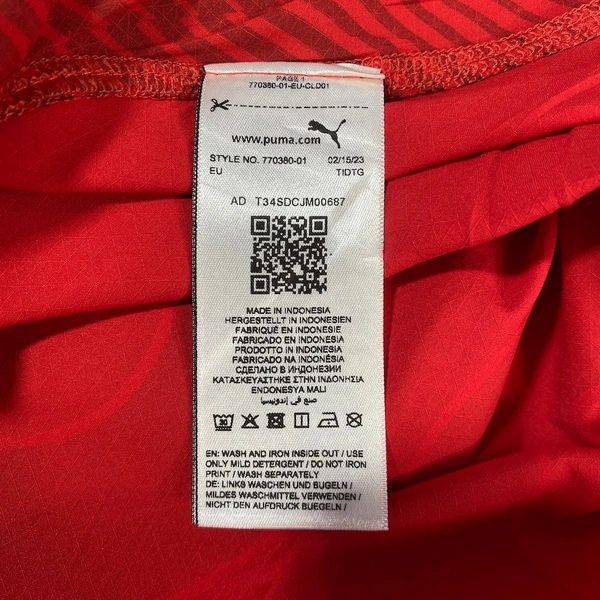 PAGE 1
770380-01-EU-CLD01
www.puma.com
STYLE NO. 770380-01 02/15/23
EU TIDTG
AD T34SDCJM00687
MADE IN INDONESIA
HERGESTELLT IN INDONESIEN
FABRIQUÉ EN INDONESIE
FABRICADO EN INDONESIA
PRODOTTO IN INDONESIA
FABRICADO NA INDONÉSIA
СДЕЛАНО В ИНДОНЕЗИИ
ΚΑΤΑΣΚΕΥΑΣΤΗΚΕ ΣΤΗΝ ΙΝΔΟΝΗΣΙΑ
ENDONESYA MALI
صنع في إندونيسيا
30
EN: WASH AND IRON INSIDE OUT / USE
ONLY MILD DETERGENT / DO NOT IRON
PRINT / WASH SEPARATELY
DE: LINKS WASCHEN UND BUGELN /
MILDES WASCHMITTEL VERWENDEN /
NICHT DEN AUFDRUCK BUEGELN /